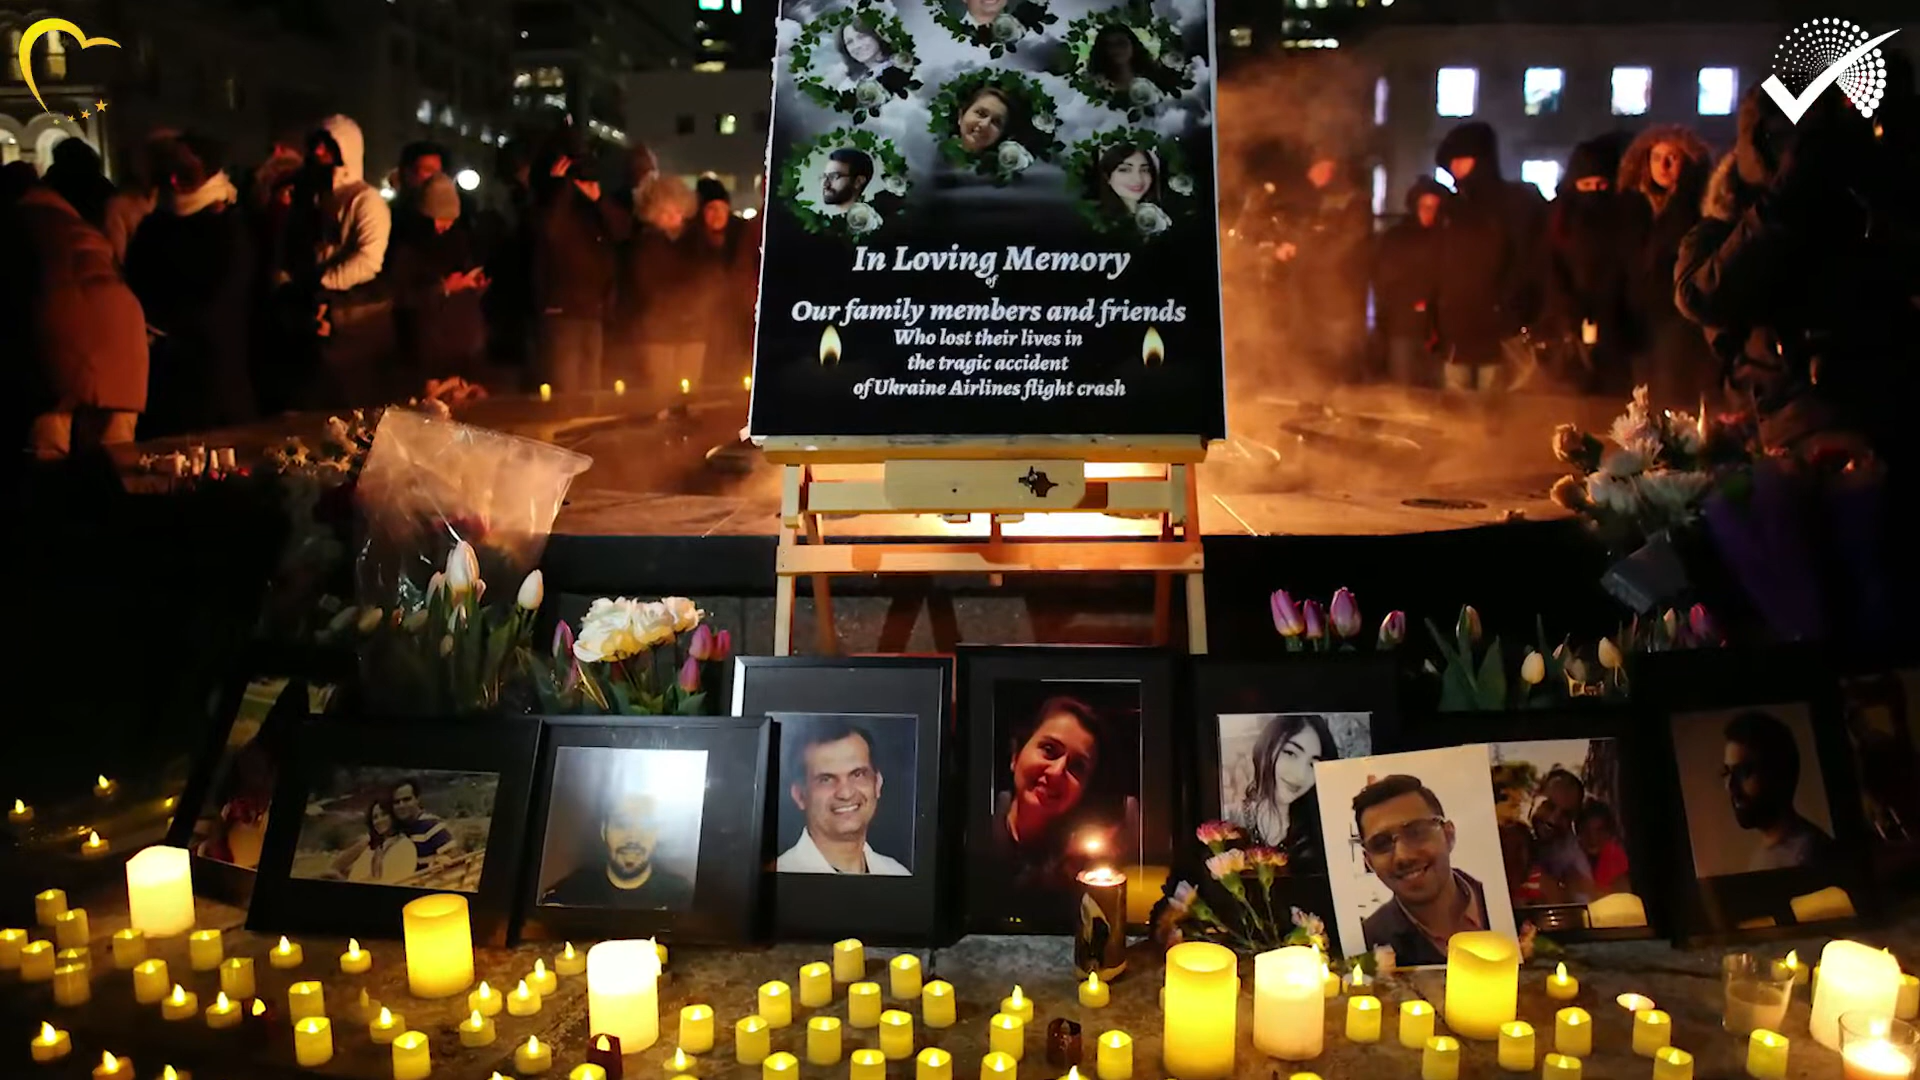 In Loving Memory
of
Our family members and friends
Who lost their lives in
the tragic accident
of Ukraine Airlines flight crash